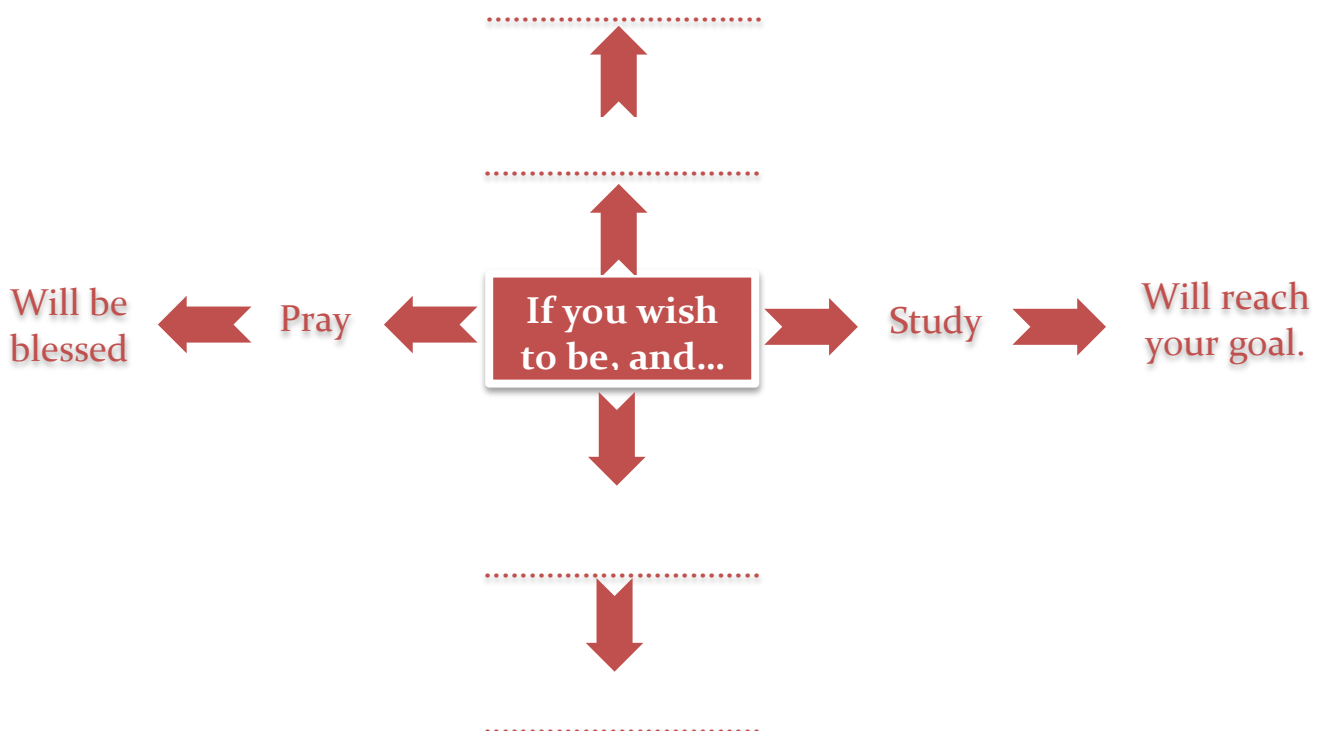 If you wish
to be, and...
Pray
Will be
blessed
Study
Will reach
your goal.